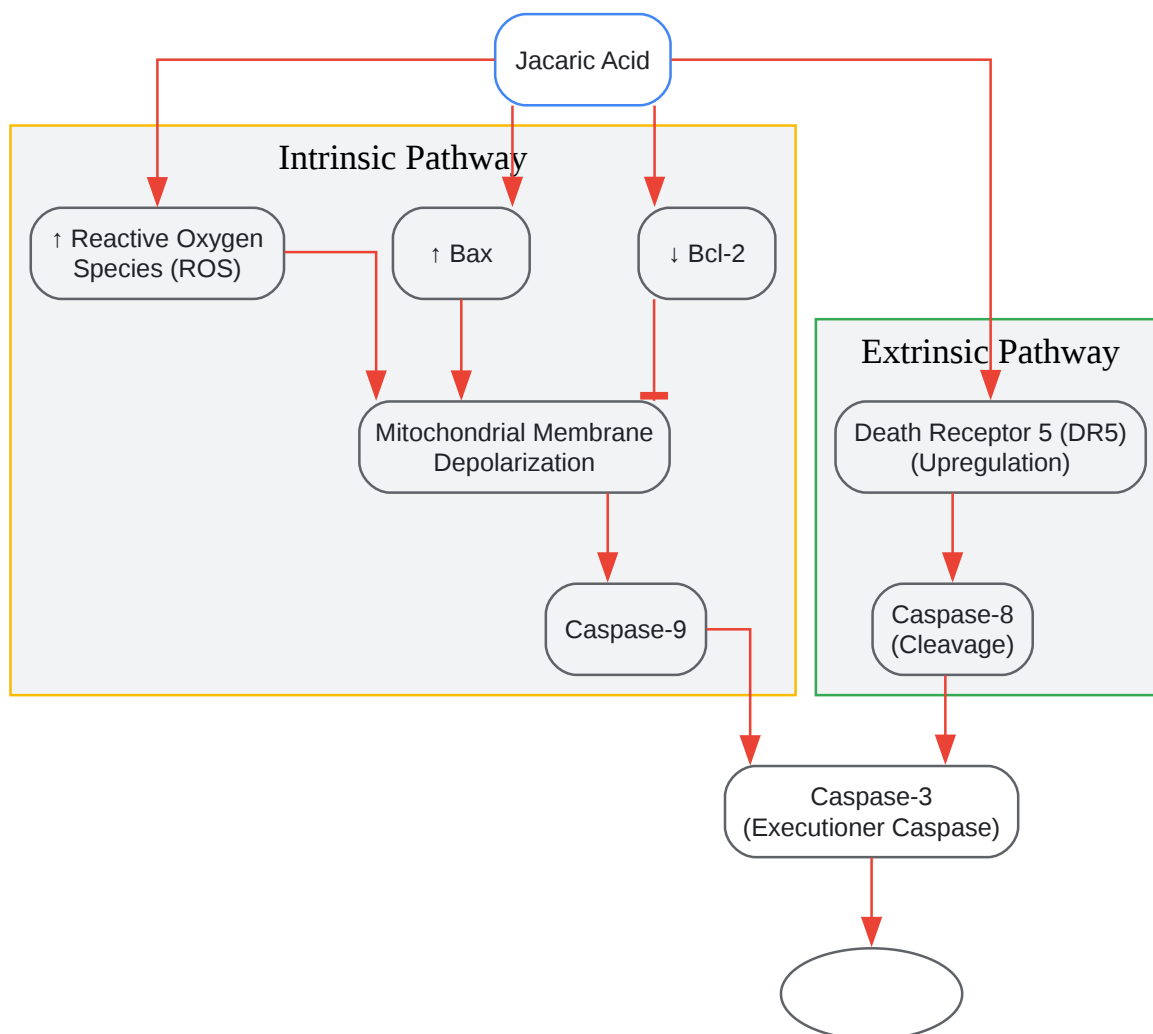 Jacaric Acid
Intrinsic Pathway
↑ Reactive Oxygen
Species (ROS)
↑ Bax
↓ Bcl-2
Extrinsic Pathway
Mitochondrial Membrane
Depolarization
Death Receptor 5 (DR5)
(Upregulation)
Caspase-9
Caspase-8
(Cleavage)
Caspase-3
(Executioner Caspase)